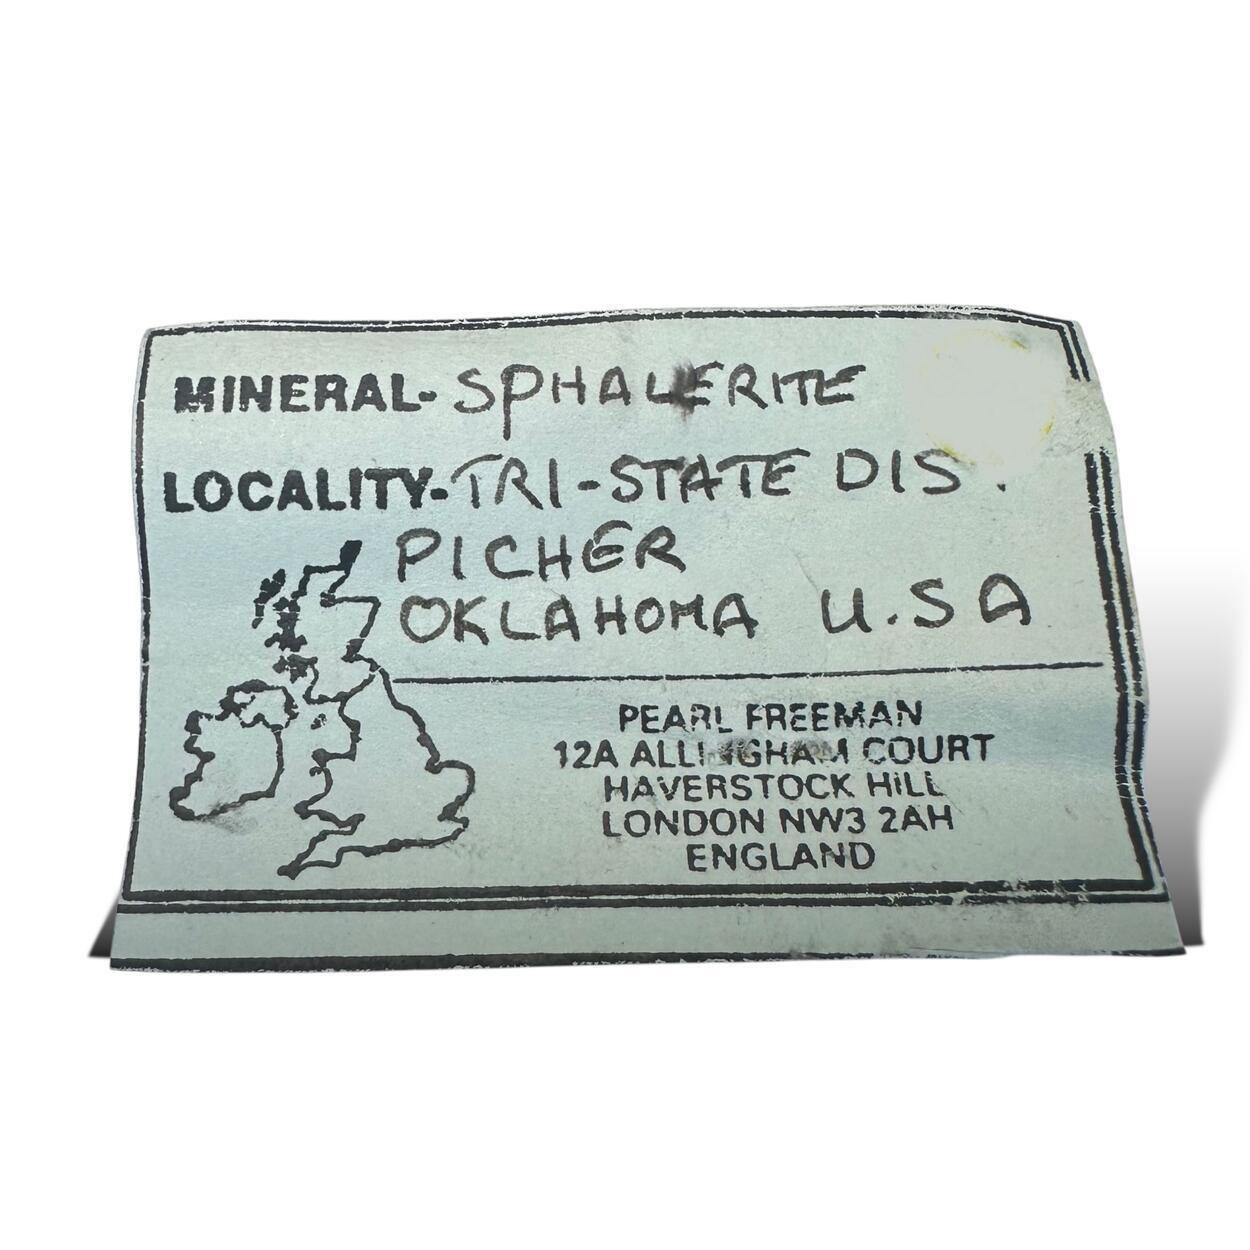 MINERAL- SPHALERITE
LOCALITY- TRI-STATE DIS.
PICHER
OKLAHOMA U.S A
PEARL FREEMAN
12A ALLINGHAM COURT
HAVERSTOCK HILL
LONDON NW3 2AH
ENGLAND